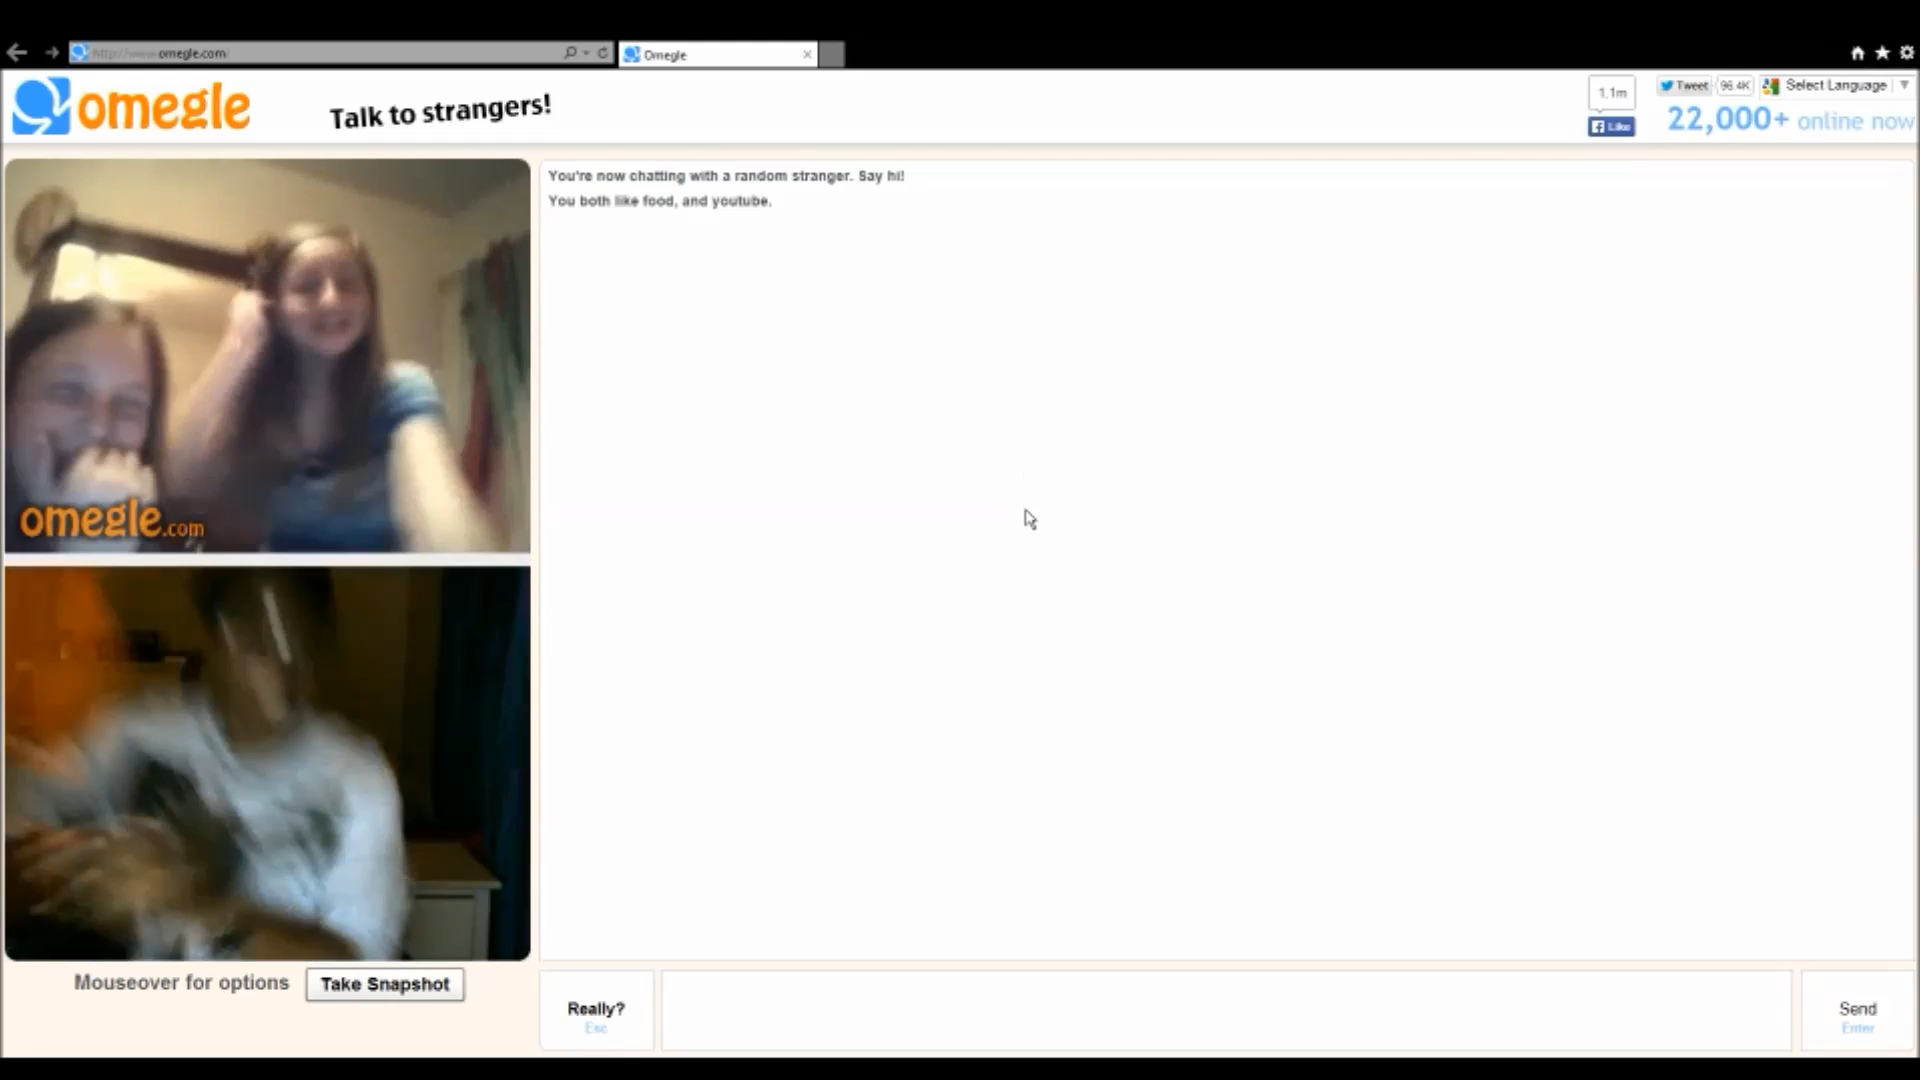 http://www.omegle.com/
Omegle
omegle
Talk to strangers!
1.1m
Like
Tweet
96.4K
Select Language
22,000+ online now
You're now chatting with a random stranger. Say hi!
You both like food, and youtube.
omegle.com
Mouseover for options
Take Snapshot
Really?
Esc
Send
Enter